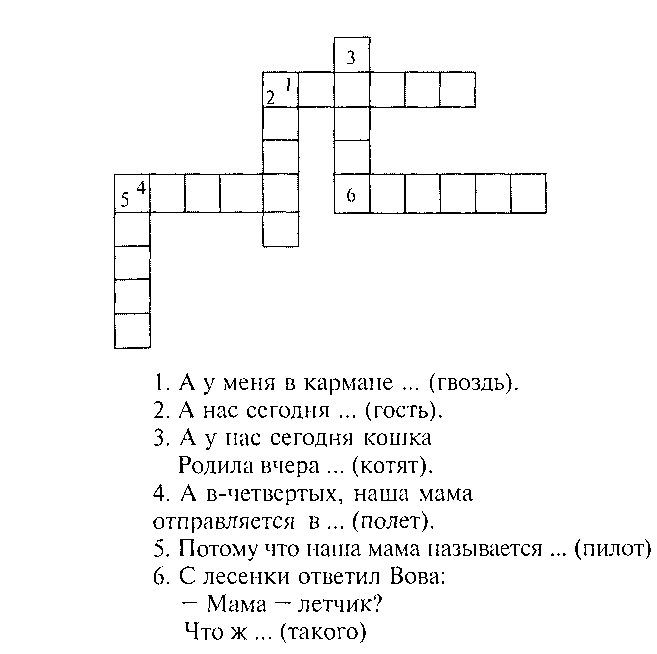 3
1
2
4
5
6
1. А у меня в кармане ... (гвоздь).
2. А нас сегодня ... (гость).
3. А у нас сегодня кошка
Родила вчера ... (котят).
4. А в-четвертых, наша мама
отправляется в ... (полет).
5. Потому что наша мама называется ... (пилот)
6. С лесенки ответил Вова:
– Мама – летчик?
Что ж ... (такого)